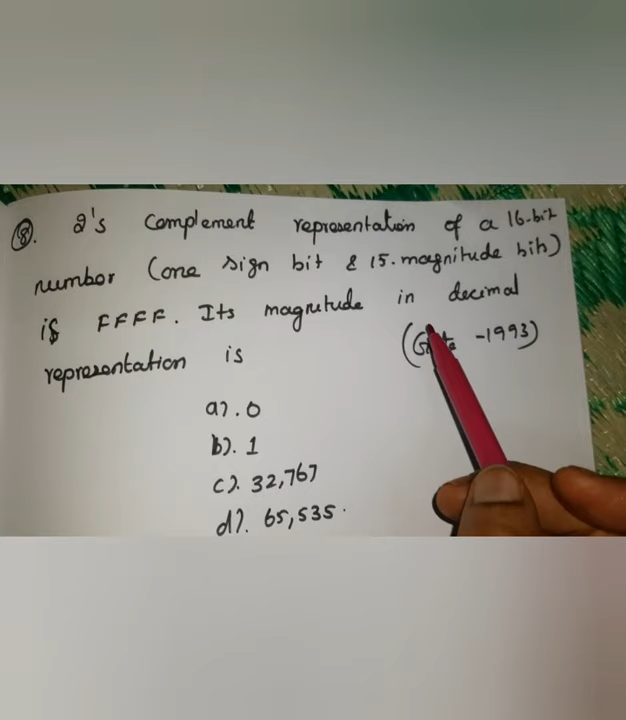 8. 2's complement representation of a 16-bit
number (one sign bit & 15.magnitude bits)
is FFFF. Its magnitude in decimal
representation is
- 1993)
a). 0
b). 1
c). 32,767
d). 65,535.